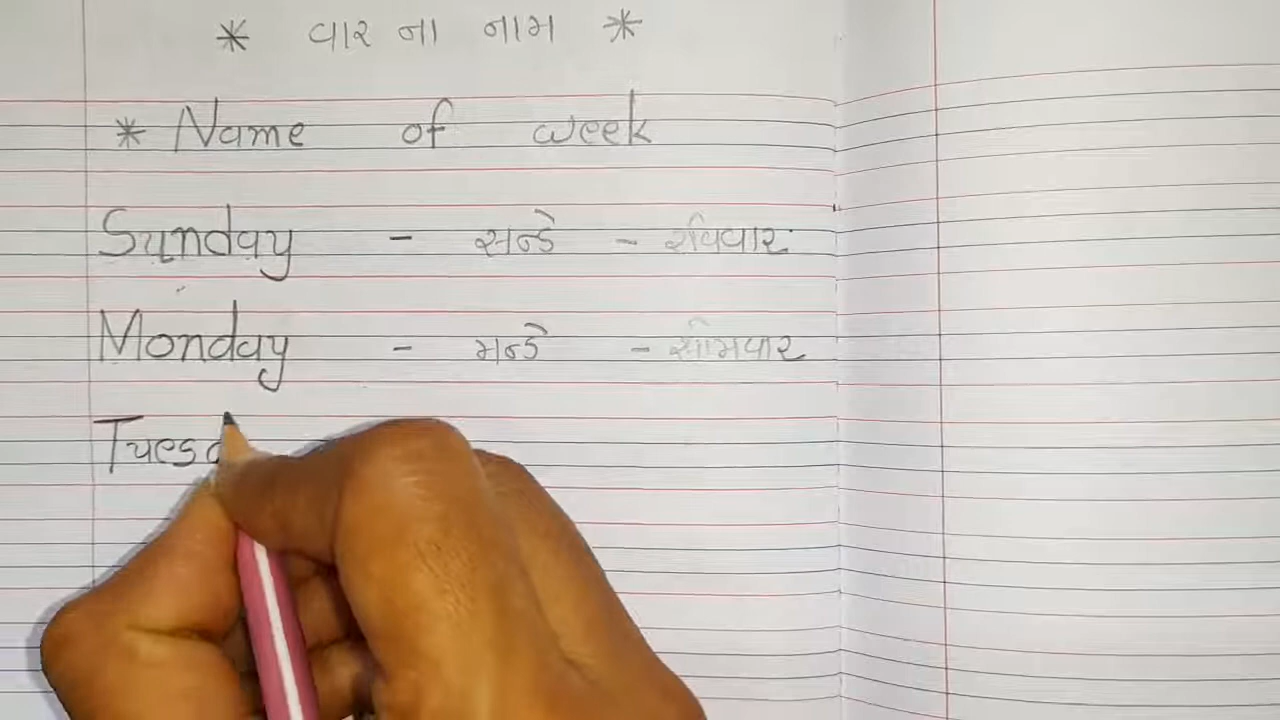 * વાર ના નામ *
* Name of week
Sunday - સન્ડે - રવિવાર
Monday - મન્ડે - સોમવાર
Tuesd